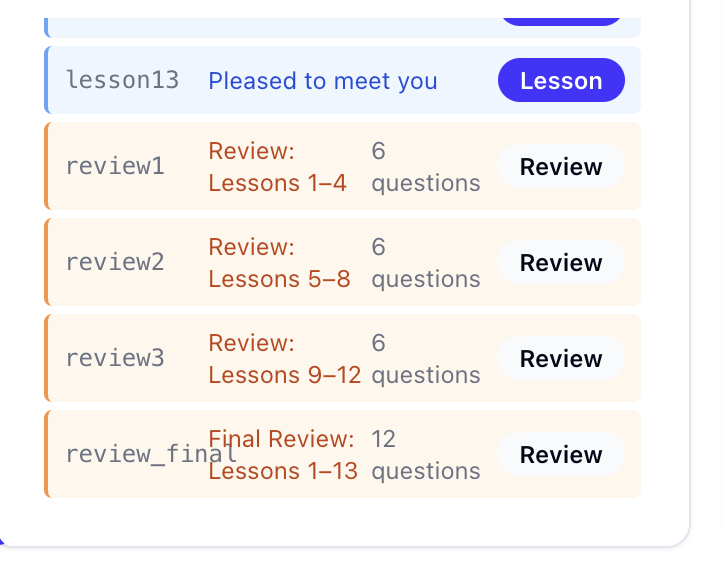 lesson13 Pleased to meet you Lesson
review1 Review: Lessons 1–4 6 questions Review
review2 Review: Lessons 5–8 6 questions Review
review3 Review: Lessons 9–12 6 questions Review
review_final Final Review: Lessons 1–13 12 questions Review